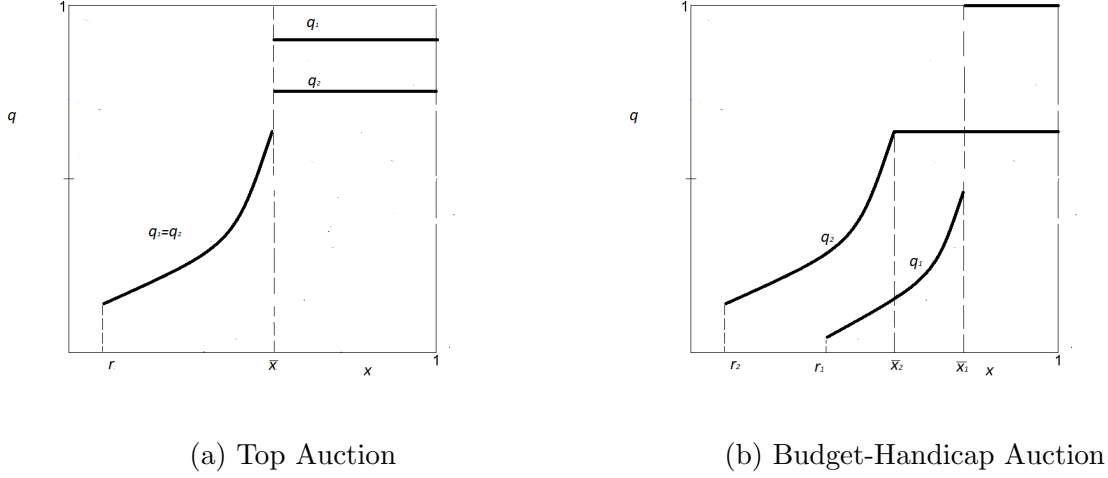 1
q₁
q₂
q
q₁=q₂
r
x̅
x
1
(a) Top Auction
1
q
q₂
q₁
r₂
r₁
x̅₂
x̅₁
x
1
(b) Budget-Handicap Auction